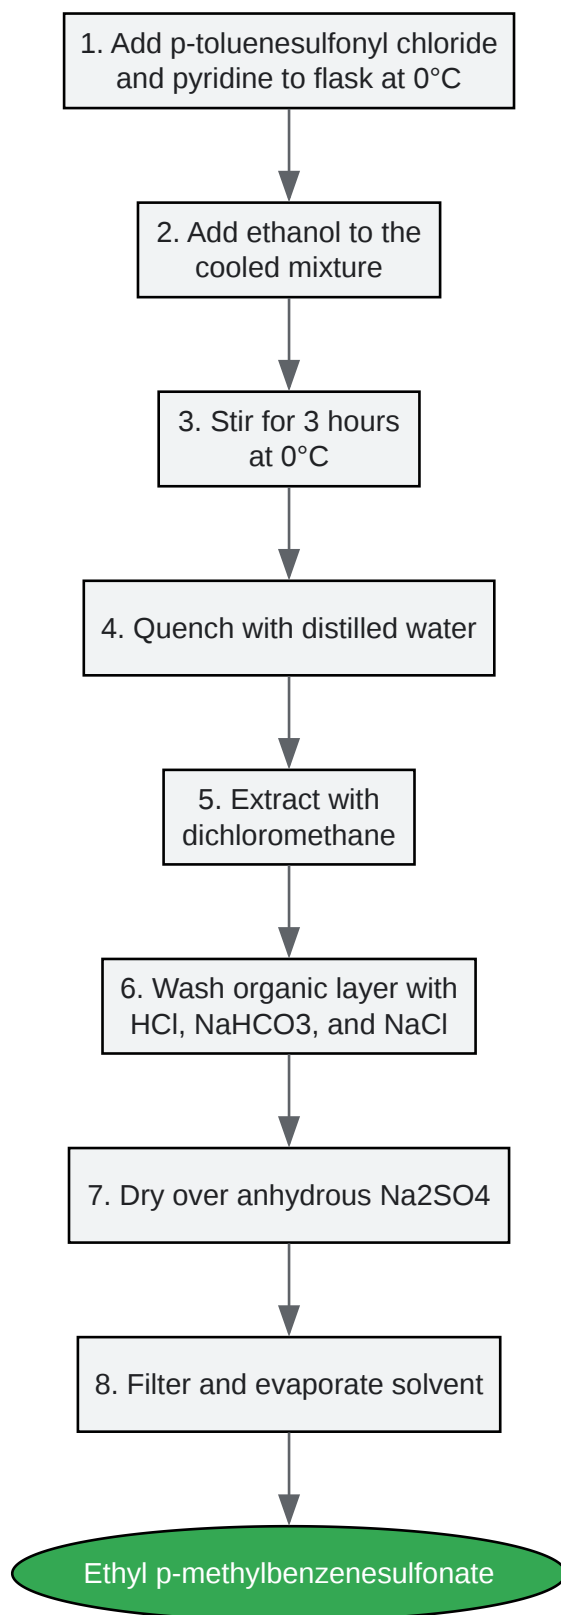 1. Add p-toluenesulfonyl chloride
and pyridine to flask at 0°C
2. Add ethanol to the
cooled mixture
3. Stir for 3 hours
at 0°C
4. Quench with distilled water
5. Extract with
dichloromethane
6. Wash organic layer with
HCl, NaHCO3, and NaCl
7. Dry over anhydrous Na2SO4
8. Filter and evaporate solvent
Ethyl p-methylbenzenesulfonate